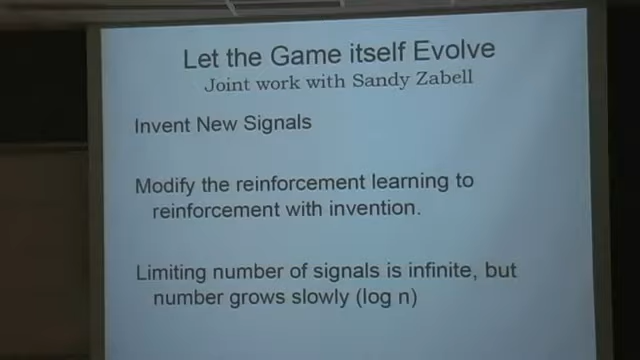 Let the Game itself Evolve
Joint work with Sandy Zabell
Invent New Signals
Modify the reinforcement learning to
reinforcement with invention.
Limiting number of signals is infinite, but
number grows slowly (log n)